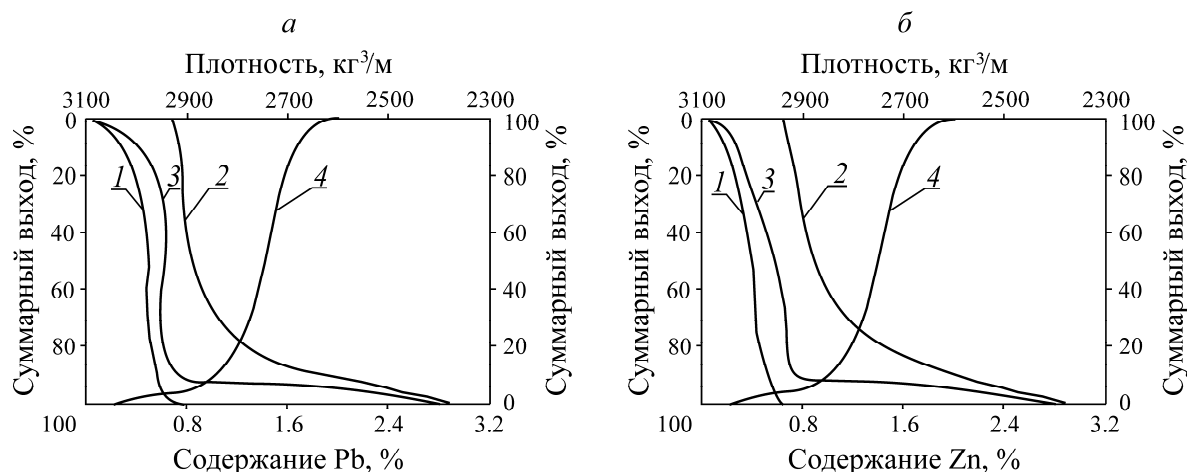 а
Плотность, кг³/м
3100 2900 2700 2500 2300
Суммарный выход, %
0 20 40 60 80 100
1 3 2 4
100 80 60 40 20 0
Суммарный выход, %
0.8 1.6 2.4 3.2
Содержание Pb, %
б
Плотность, кг³/м
3100 2900 2700 2500 2300
Суммарный выход, %
0 20 40 60 80 100
1 3 2 4
100 80 60 40 20 0
Суммарный выход, %
0.8 1.6 2.4 3.2
Содержание Zn, %